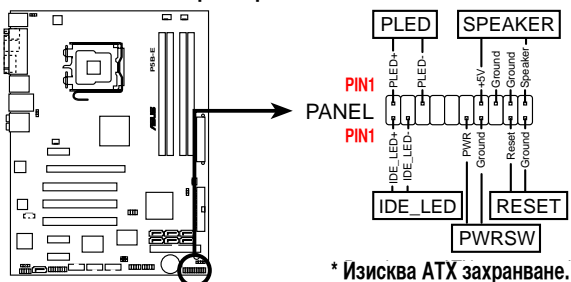 PLED SPEAKER
PLED+ PLED- +5V Ground Ground Speaker
PIN1
PANEL
PIN1
IDE_LED+ IDE_LED- PWR Ground Reset Ground
IDE_LED RESET
PWRSW
P5B-E
ASUS
* Изисква ATX захранване.